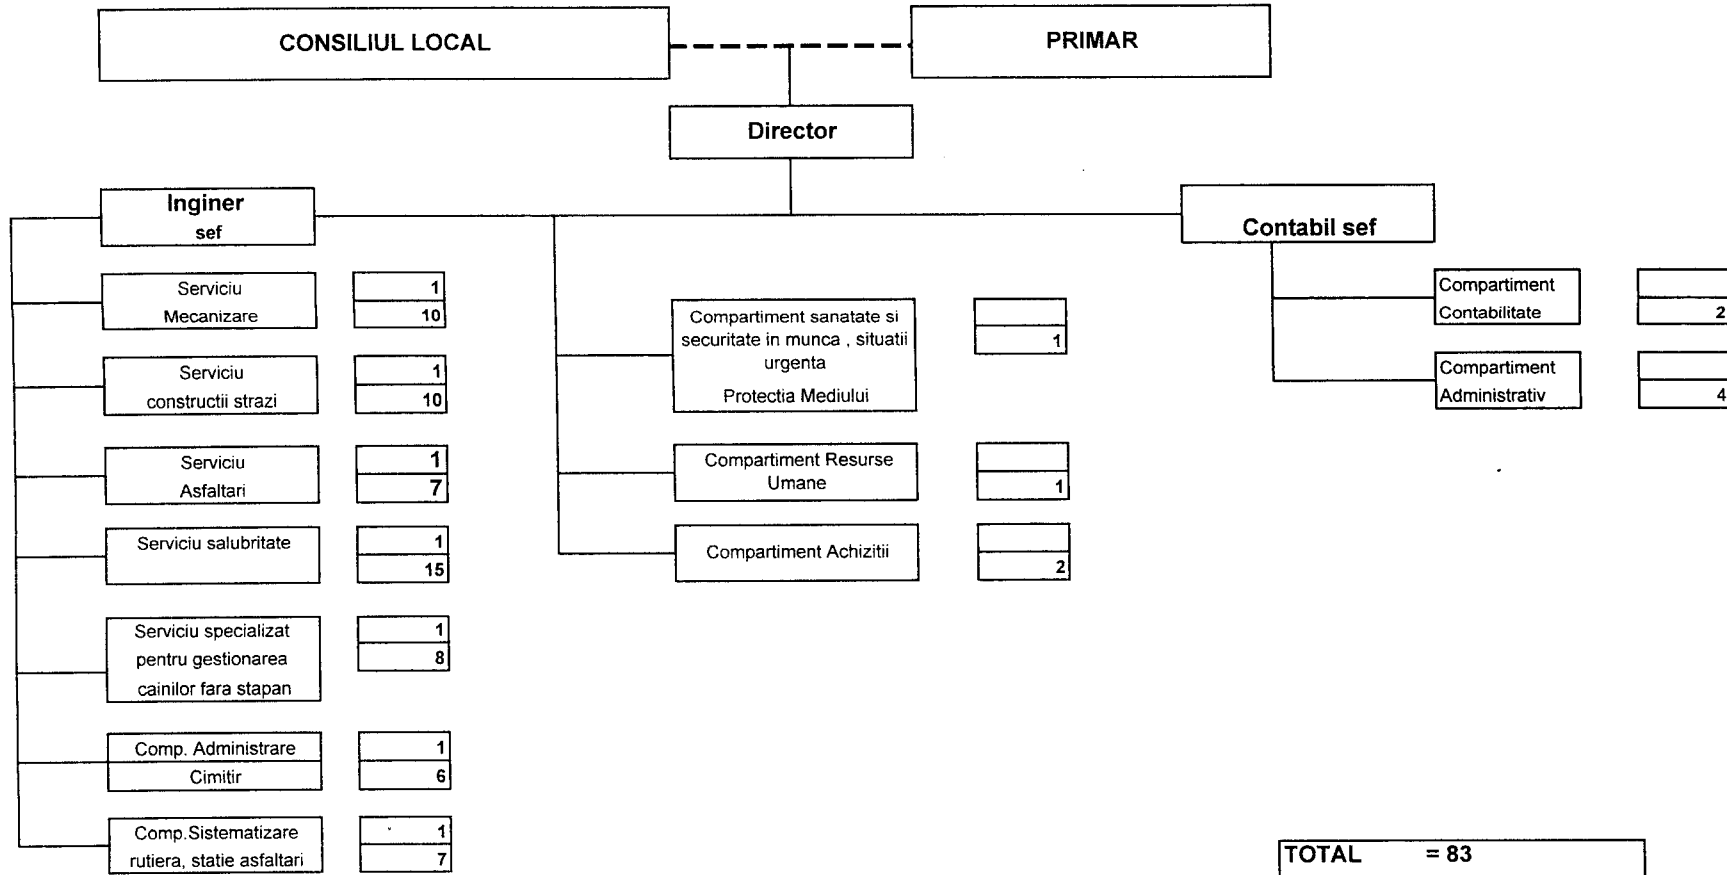 CONSILIUL LOCAL
PRIMAR
Director
Inginer
sef
Contabil sef
Serviciu
Mecanizare
1
10
Serviciu
constructii strazi
1
10
Serviciu
Asfaltari
1
7
Serviciu salubritate
1
15
Serviciu specializat
pentru gestionarea
cainilor fara stapan
1
8
Comp. Administrare
Cimitir
1
6
Comp.Sistematizare
rutiera, statie asfaltari
1
7
Compartiment sanatate si
securitate in munca , situatii
urgenta
Protectia Mediului
1
Compartiment Resurse
Umane
1
Compartiment Achizitii
2
Compartiment
Contabilitate
2
Compartiment
Administrativ
4
TOTAL = 83